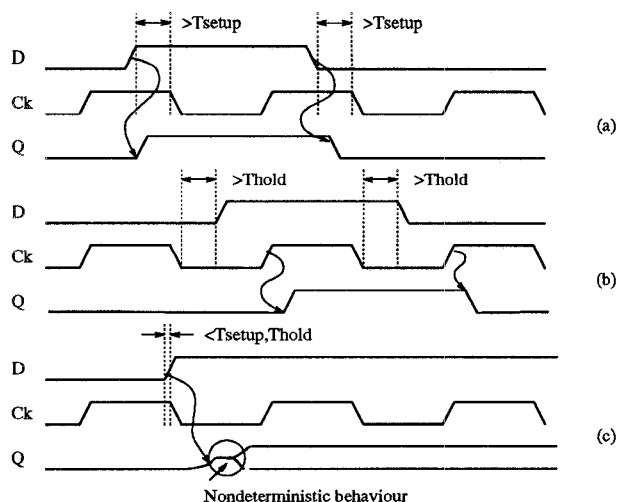 >Tsetup >Tsetup
D
Ck
(a)
Q
>Thold >Thold
D
Ck
(b)
Q
<Tsetup,Thold
D
Ck
(c)
Q
Nondeterministic behaviour